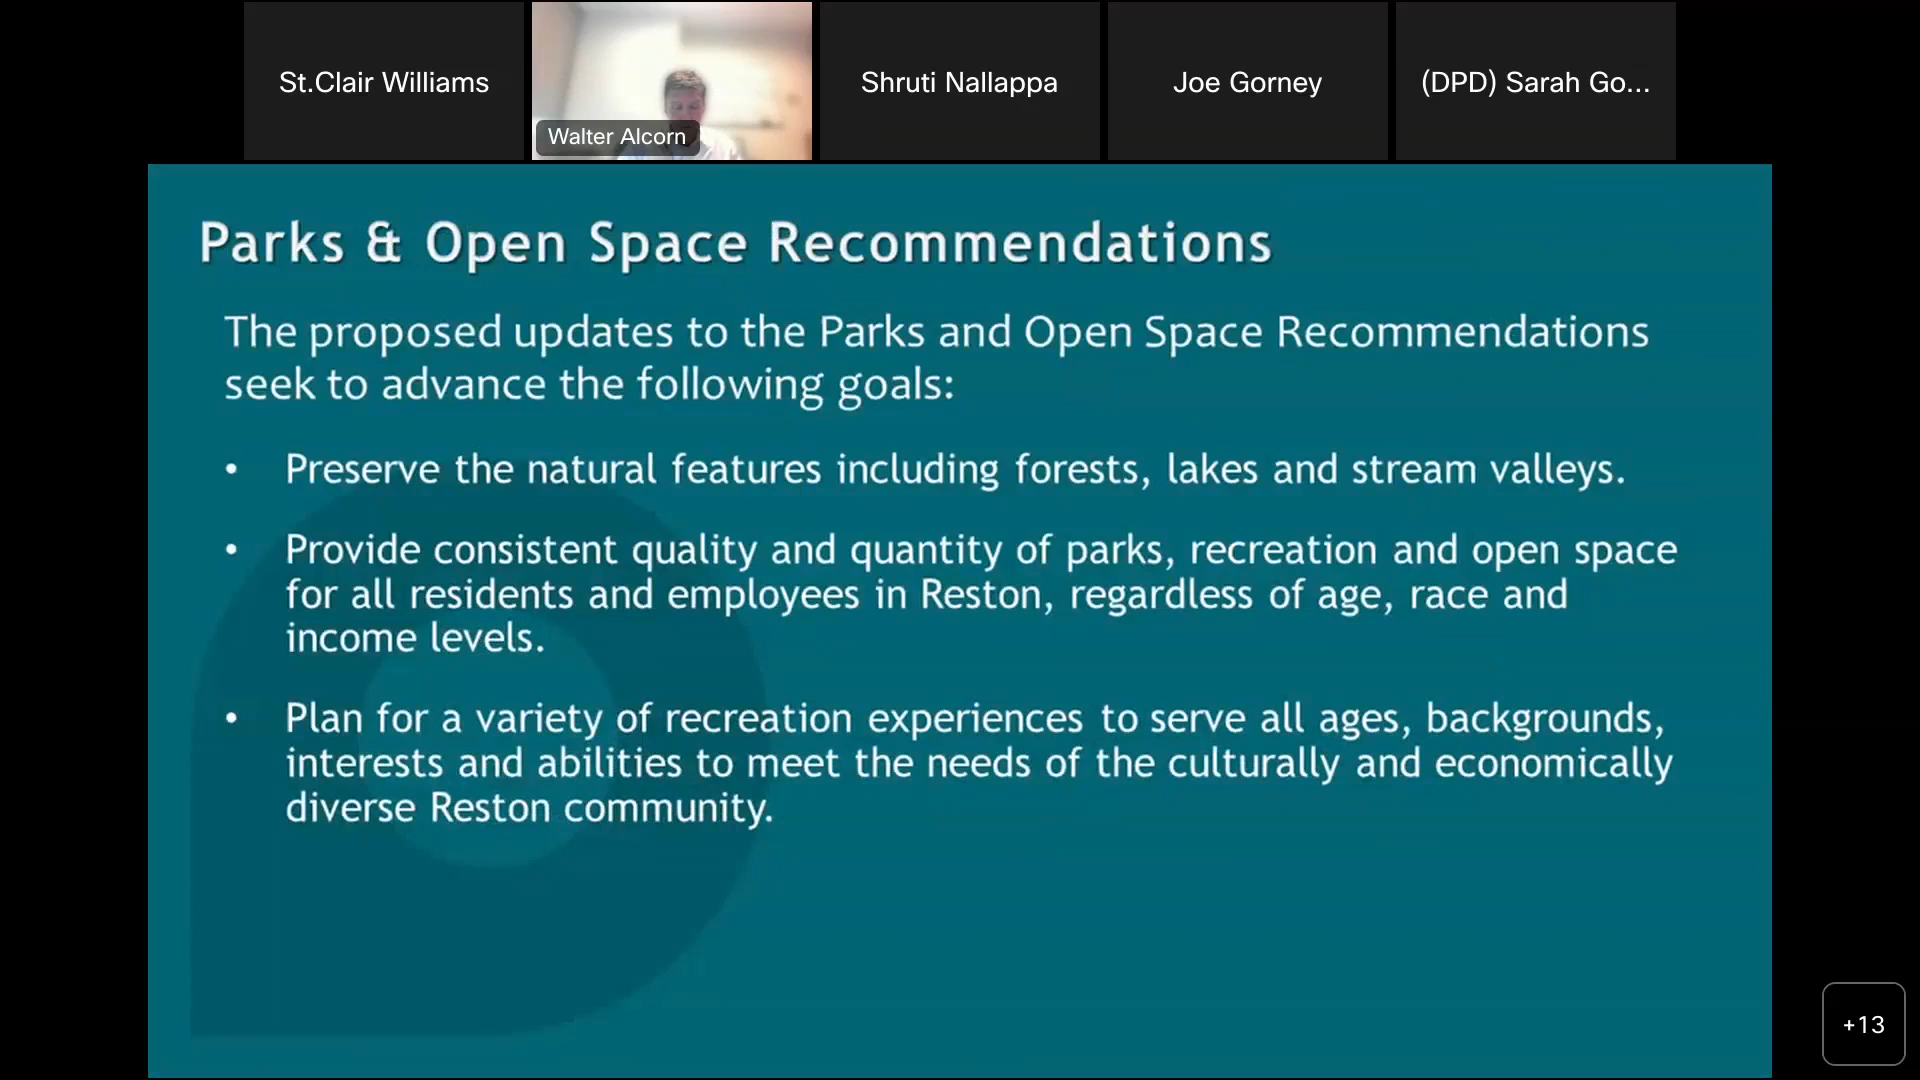 St.Clair Williams
Walter Alcorn
Shruti Nallappa
Joe Gorney
(DPD) Sarah Go...
Parks & Open Space Recommendations
The proposed updates to the Parks and Open Space Recommendations
seek to advance the following goals:
• Preserve the natural features including forests, lakes and stream valleys.
• Provide consistent quality and quantity of parks, recreation and open space
for all residents and employees in Reston, regardless of age, race and
income levels.
• Plan for a variety of recreation experiences to serve all ages, backgrounds,
interests and abilities to meet the needs of the culturally and economically
diverse Reston community.
+13